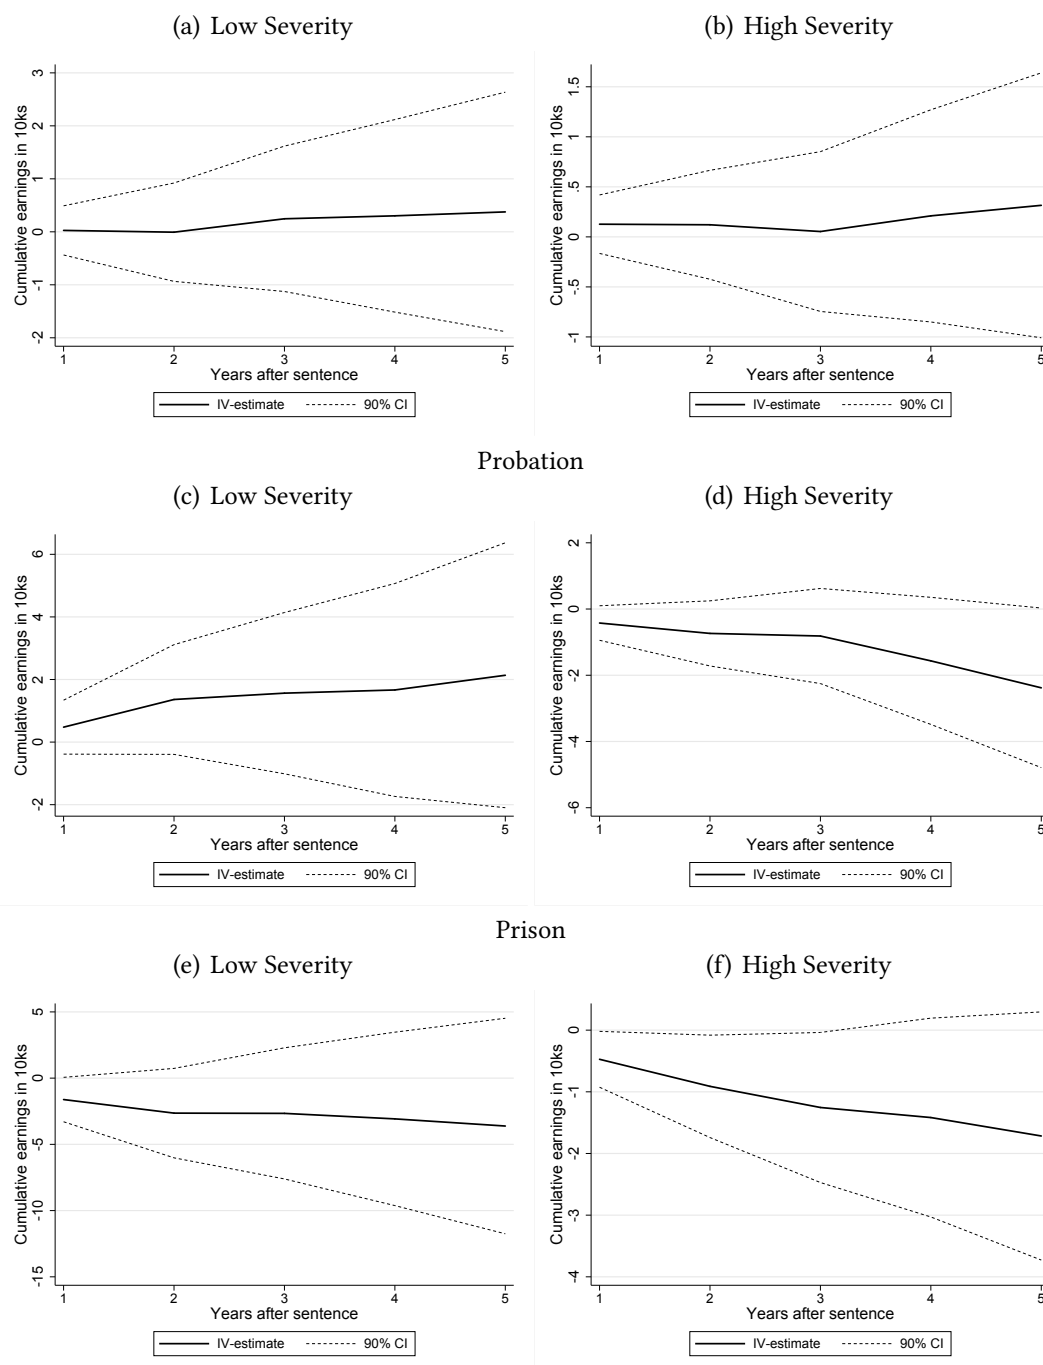 (a) Low Severity
Cumulative earnings in 10ks
3
2
1
0
-1
-2
1 2 3 4 5
Years after sentence
IV-estimate 90% CI
(b) High Severity
Cumulative earnings in 10ks
1.5
1
.5
0
-.5
-1
1 2 3 4 5
Years after sentence
IV-estimate 90% CI
Probation
(c) Low Severity
Cumulative earnings in 10ks
6
4
2
0
-2
1 2 3 4 5
Years after sentence
IV-estimate 90% CI
(d) High Severity
Cumulative earnings in 10ks
2
0
-2
-4
-6
1 2 3 4 5
Years after sentence
IV-estimate 90% CI
Prison
(e) Low Severity
Cumulative earnings in 10ks
5
0
-5
-10
-15
1 2 3 4 5
Years after sentence
IV-estimate 90% CI
(f) High Severity
Cumulative earnings in 10ks
0
-1
-2
-3
-4
1 2 3 4 5
Years after sentence
IV-estimate 90% CI